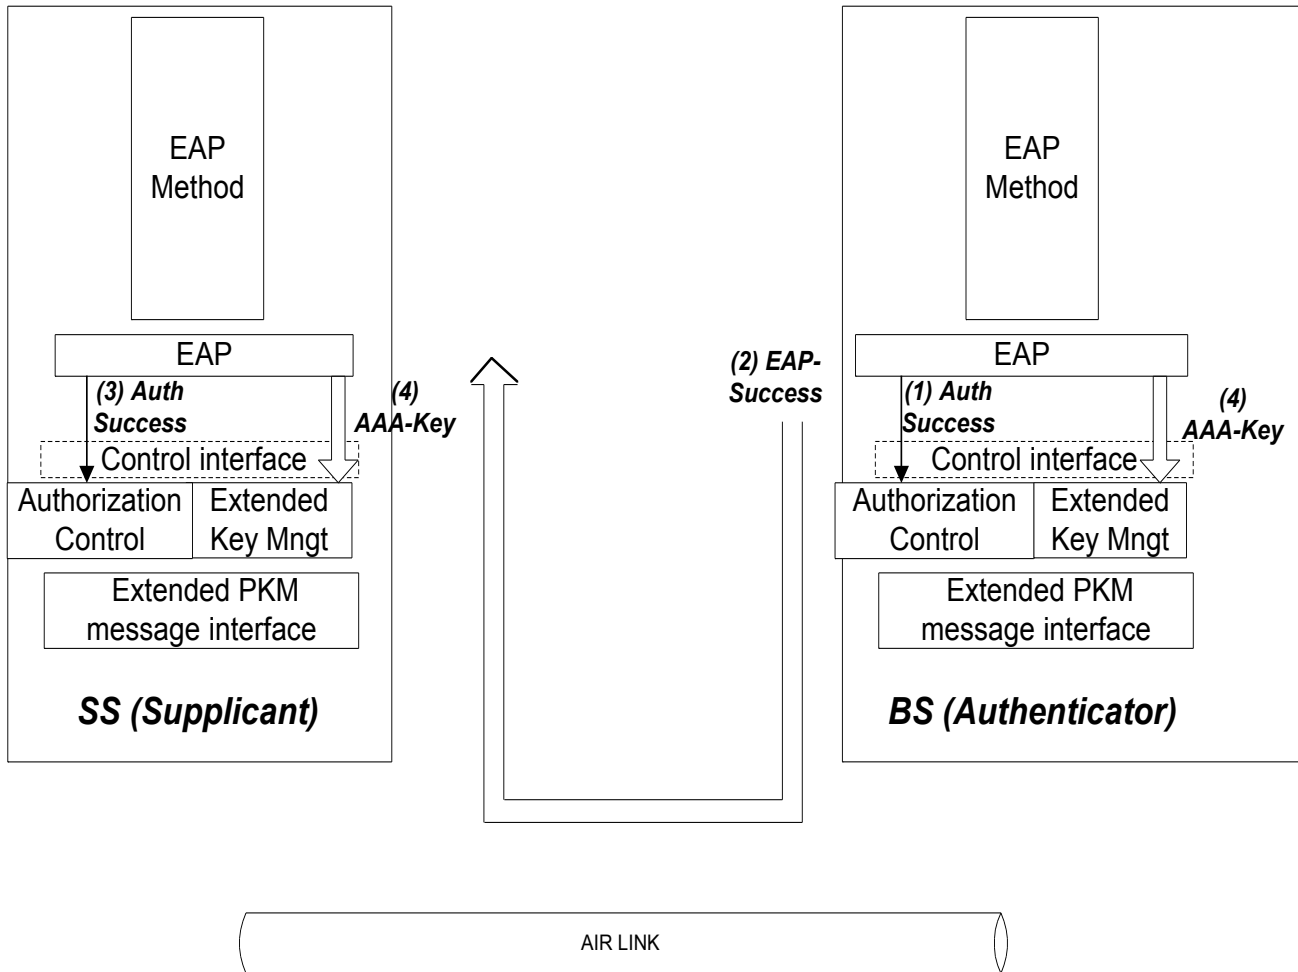 EAP
Method
EAP
(3) Auth
Success
(4)
AAA-Key
Control interface
Authorization
Control
Extended
Key Mngt
Extended PKM
message interface
SS (Supplicant)
(2) EAP-
Success
EAP
Method
EAP
(1) Auth
Success
(4)
AAA-Key
Control interface
Authorization
Control
Extended
Key Mngt
Extended PKM
message interface
BS (Authenticator)
AIR LINK